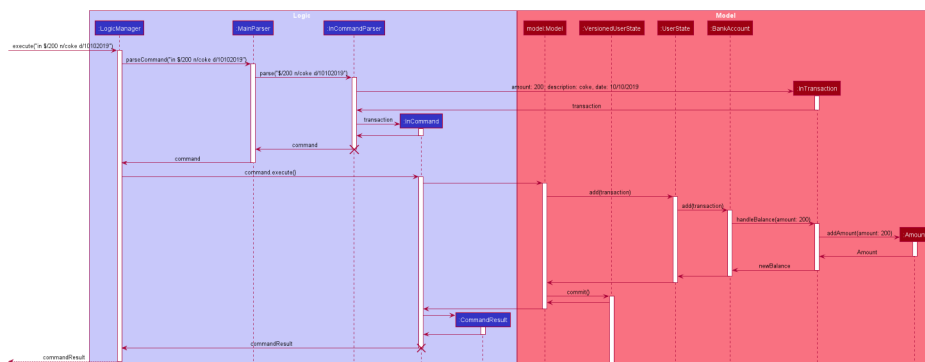 Logic
Model
:LogicManager
:MainParser
:InCommandParser
model:Model
:VersionedUserState
:UserState
:BankAccount
execute("in $/200 n/coke d/10102019")
parseCommand("in $/200 n/coke d/10102019")
parse("$/200 n/coke d/10102019")
amount: 200, description: coke, date: 10/10/2019
InTransaction
transaction
transaction
InCommand
command
command
command.execute()
add(transaction)
add(transaction)
handleBalance(amount: 200)
addAmount(amount: 200)
Amount
Amount
newBalance
commit()
CommandResult
commandResult
commandResult